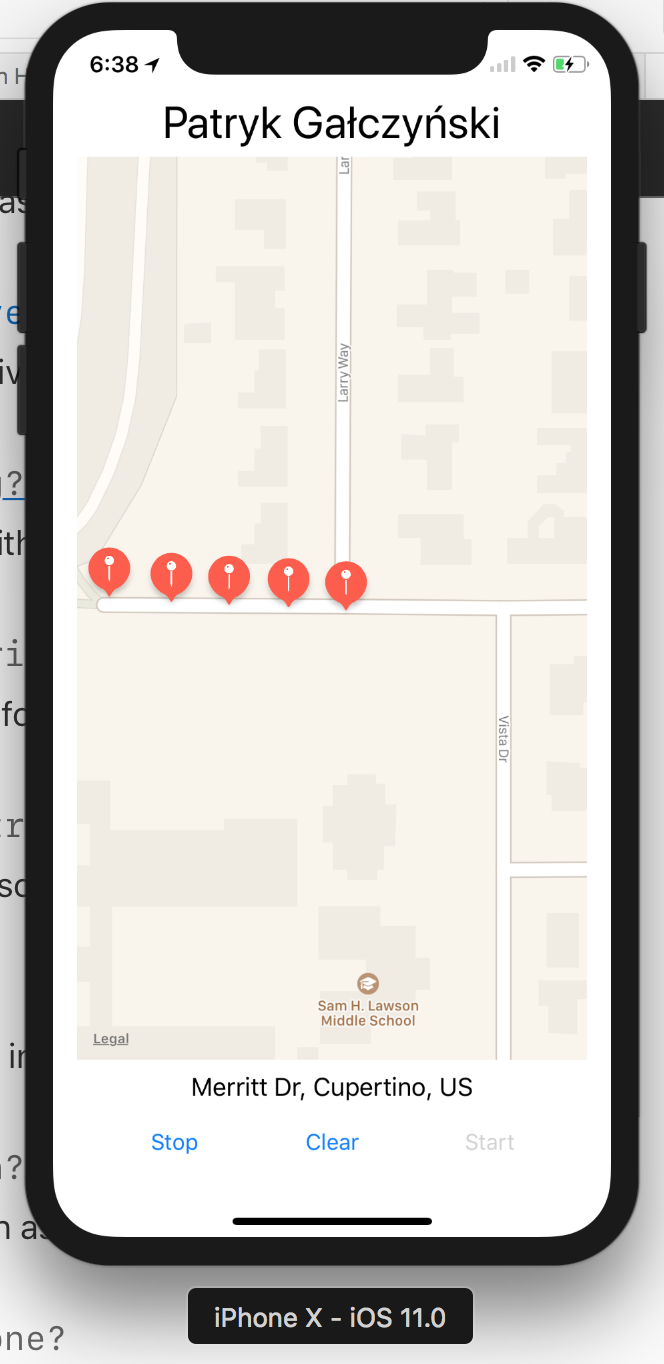 6:38
Patryk Gałczyński
Lar
Larry Way
Vista Dr
Sam H. Lawson
Middle School
Legal
Merritt Dr, Cupertino, US
Stop Clear Start
iPhone X - iOS 11.0